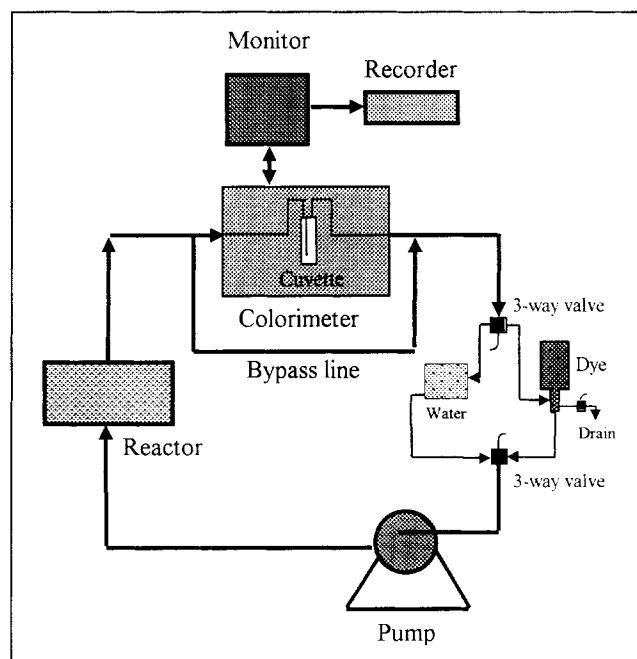 Monitor
Recorder
Cuvette
Colorimeter
3-way valve
Bypass line
Dye
Water
Drain
Reactor
3-way valve
Pump